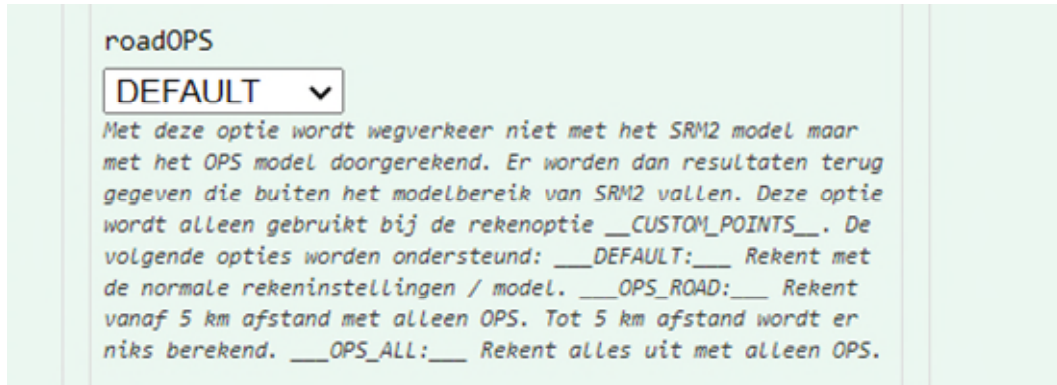 roadOPS
DEFAULT
Met deze optie wordt wegverkeer niet met het SRM2 model maar
met het OPS model doorgerekend. Er worden dan resultaten terug
gegeven die buiten het modelbereik van SRM2 vallen. Deze optie
wordt alleen gebruikt bij de rekenoptie __CUSTOM_POINTS__. De
volgende opties worden ondersteund: ___DEFAULT:___ Rekent met
de normale rekeninstellingen / model. ___OPS_ROAD:___ Rekent
vanaf 5 km afstand met alleen OPS. Tot 5 km afstand wordt er
niks berekend. ___OPS_ALL:___ Rekent alles uit met alleen OPS.